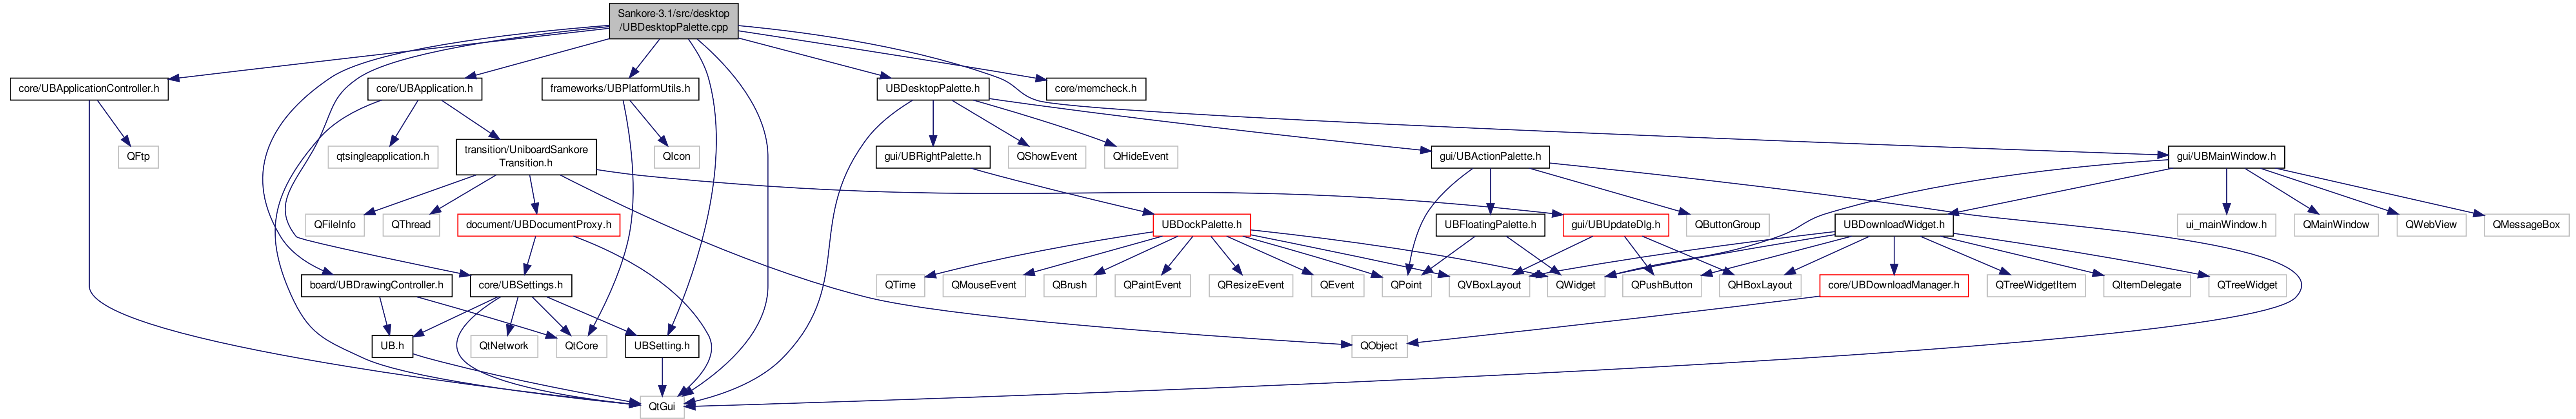 Sankore-3.1/src/desktop
/UBDesktopPalette.cpp
core/UBApplicationController.h
core/UBApplication.h
frameworks/UBPlatformUtils.h
UBDesktopPalette.h
core/memcheck.h
QFtp
qtsingleapplication.h
transition/UniboardSankore
Transition.h
QIcon
gui/UBRightPalette.h
QShowEvent
QHideEvent
gui/UBActionPalette.h
gui/UBMainWindow.h
QFileInfo
QThread
document/UBDocumentProxy.h
UBDockPalette.h
UBFloatingPalette.h
gui/UBUpdateDlg.h
QButtonGroup
UBDownloadWidget.h
ui_mainWindow.h
QMainWindow
QWebView
QMessageBox
board/UBDrawingController.h
core/UBSettings.h
QTime
QMouseEvent
QBrush
QPaintEvent
QResizeEvent
QEvent
QPoint
QVBoxLayout
QWidget
QPushButton
QHBoxLayout
core/UBDownloadManager.h
QTreeWidgetItem
QItemDelegate
QTreeWidget
UB.h
QtNetwork
QtCore
UBSetting.h
QObject
QtGui